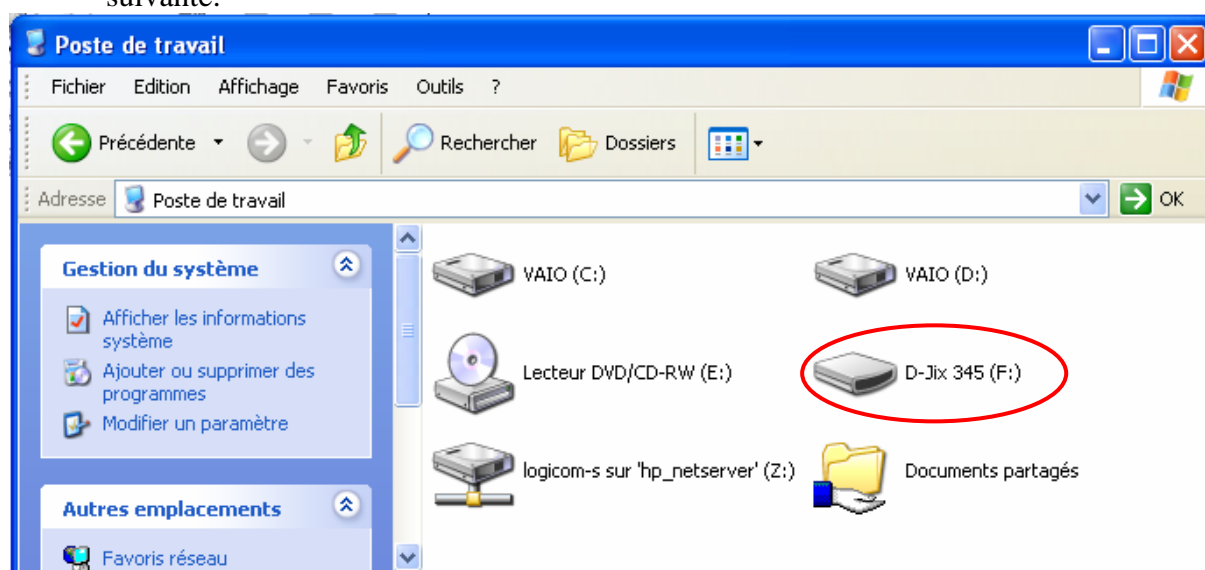 suivante.
Poste de travail
Fichier Edition Affichage Favoris Outils ?
Précédente Rechercher Dossiers
Adresse Poste de travail OK
Gestion du système
Afficher les informations
système
Ajouter ou supprimer des
programmes
Modifier un paramètre
Autres emplacements
Favoris réseau
VAIO (C:) VAIO (D:)
Lecteur DVD/CD-RW (E:) D-Jix 345 (F:)
logicom-s sur 'hp_netserver' (Z:) Documents partagés